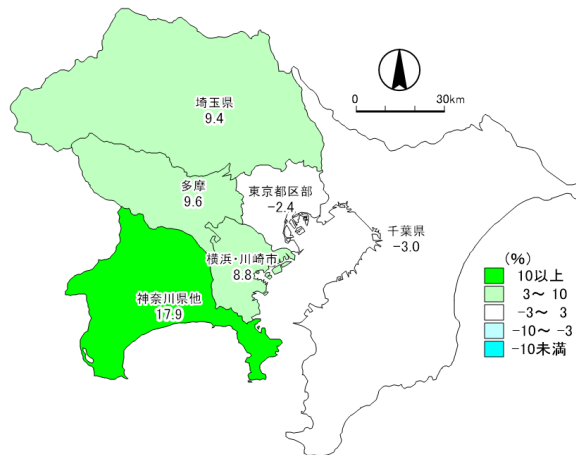 0 30km
埼玉県
9.4
多摩
9.6
東京都区部
-2.4
千葉県
-3.0
横浜・川崎市
8.8
神奈川県他
17.9
(%)
10以上
3～ 10
-3～ 3
-10～ -3
-10未満